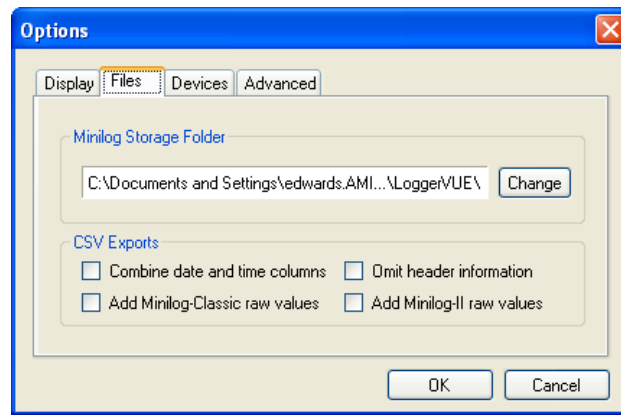 Options
Display Files Devices Advanced
Minilog Storage Folder
C:\Documents and Settings\edwards.AMI...\LoggerVUE\ Change
CSV Exports
Combine date and time columns Omit header information
Add Minilog-Classic raw values Add Minilog-II raw values
OK Cancel